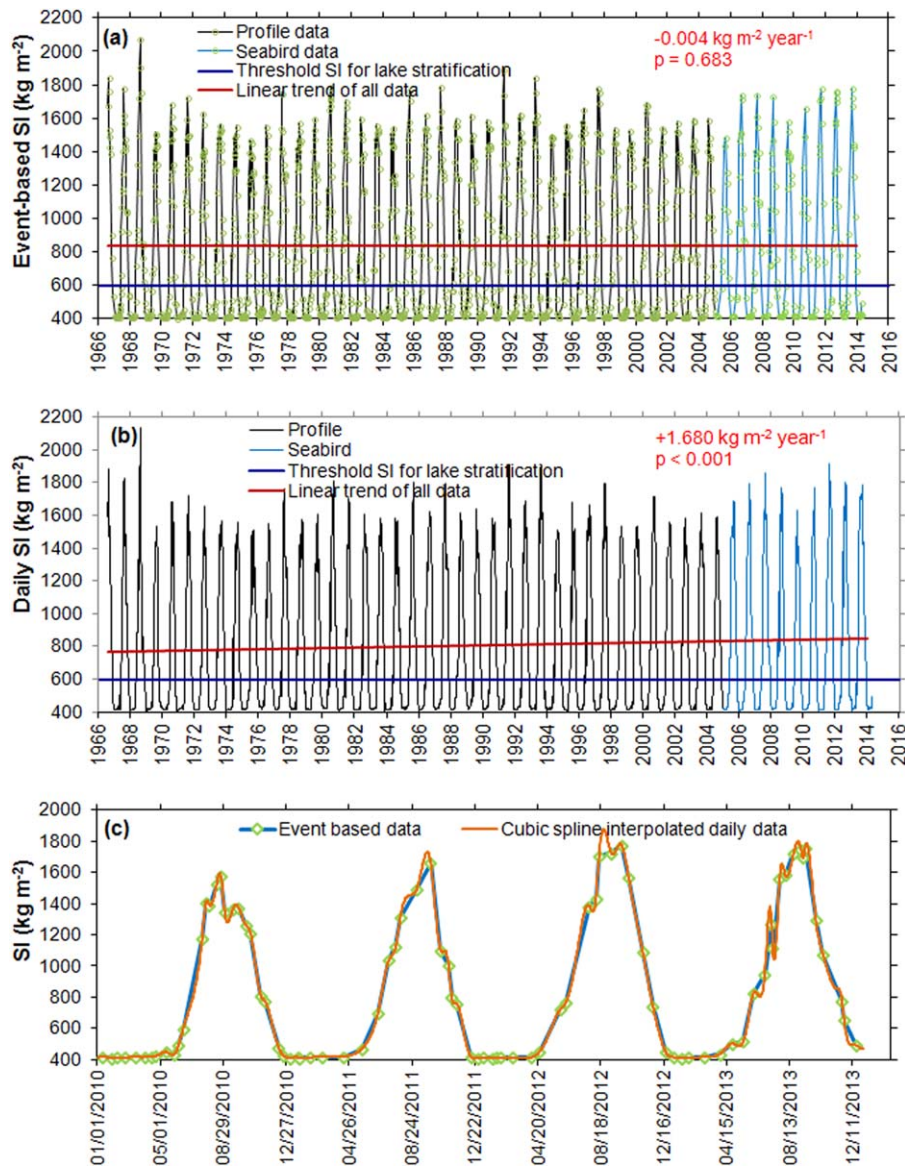 (a)
Profile data
Seabird data
Threshold SI for lake stratification
Linear trend of all data
-0.004 kg m-2 year-1
p = 0.683
Event-based SI (kg m-2)
2200
2000
1800
1600
1400
1200
1000
800
600
400
1966 1968 1970 1972 1974 1976 1978 1980 1982 1984 1986 1988 1990 1992 1994 1996 1998 2000 2002 2004 2006 2008 2010 2012 2014 2016
(b)
Profile
Seabird
Threshold SI for lake stratification
Linear trend of all data
+1.680 kg m-2 year-1
p < 0.001
Daily SI (kg m-2)
2200
2000
1800
1600
1400
1200
1000
800
600
400
1966 1968 1970 1972 1974 1976 1978 1980 1982 1984 1986 1988 1990 1992 1994 1996 1998 2000 2002 2004 2006 2008 2010 2012 2014 2016
(c)
Event based data
Cubic spline interpolated daily data
SI (kg m-2)
2000
1800
1600
1400
1200
1000
800
600
400
01/01/2010 05/01/2010 08/29/2010 12/27/2010 04/26/2011 08/24/2011 12/22/2011 04/20/2012 08/18/2012 12/16/2012 04/15/2013 08/13/2013 12/11/2013